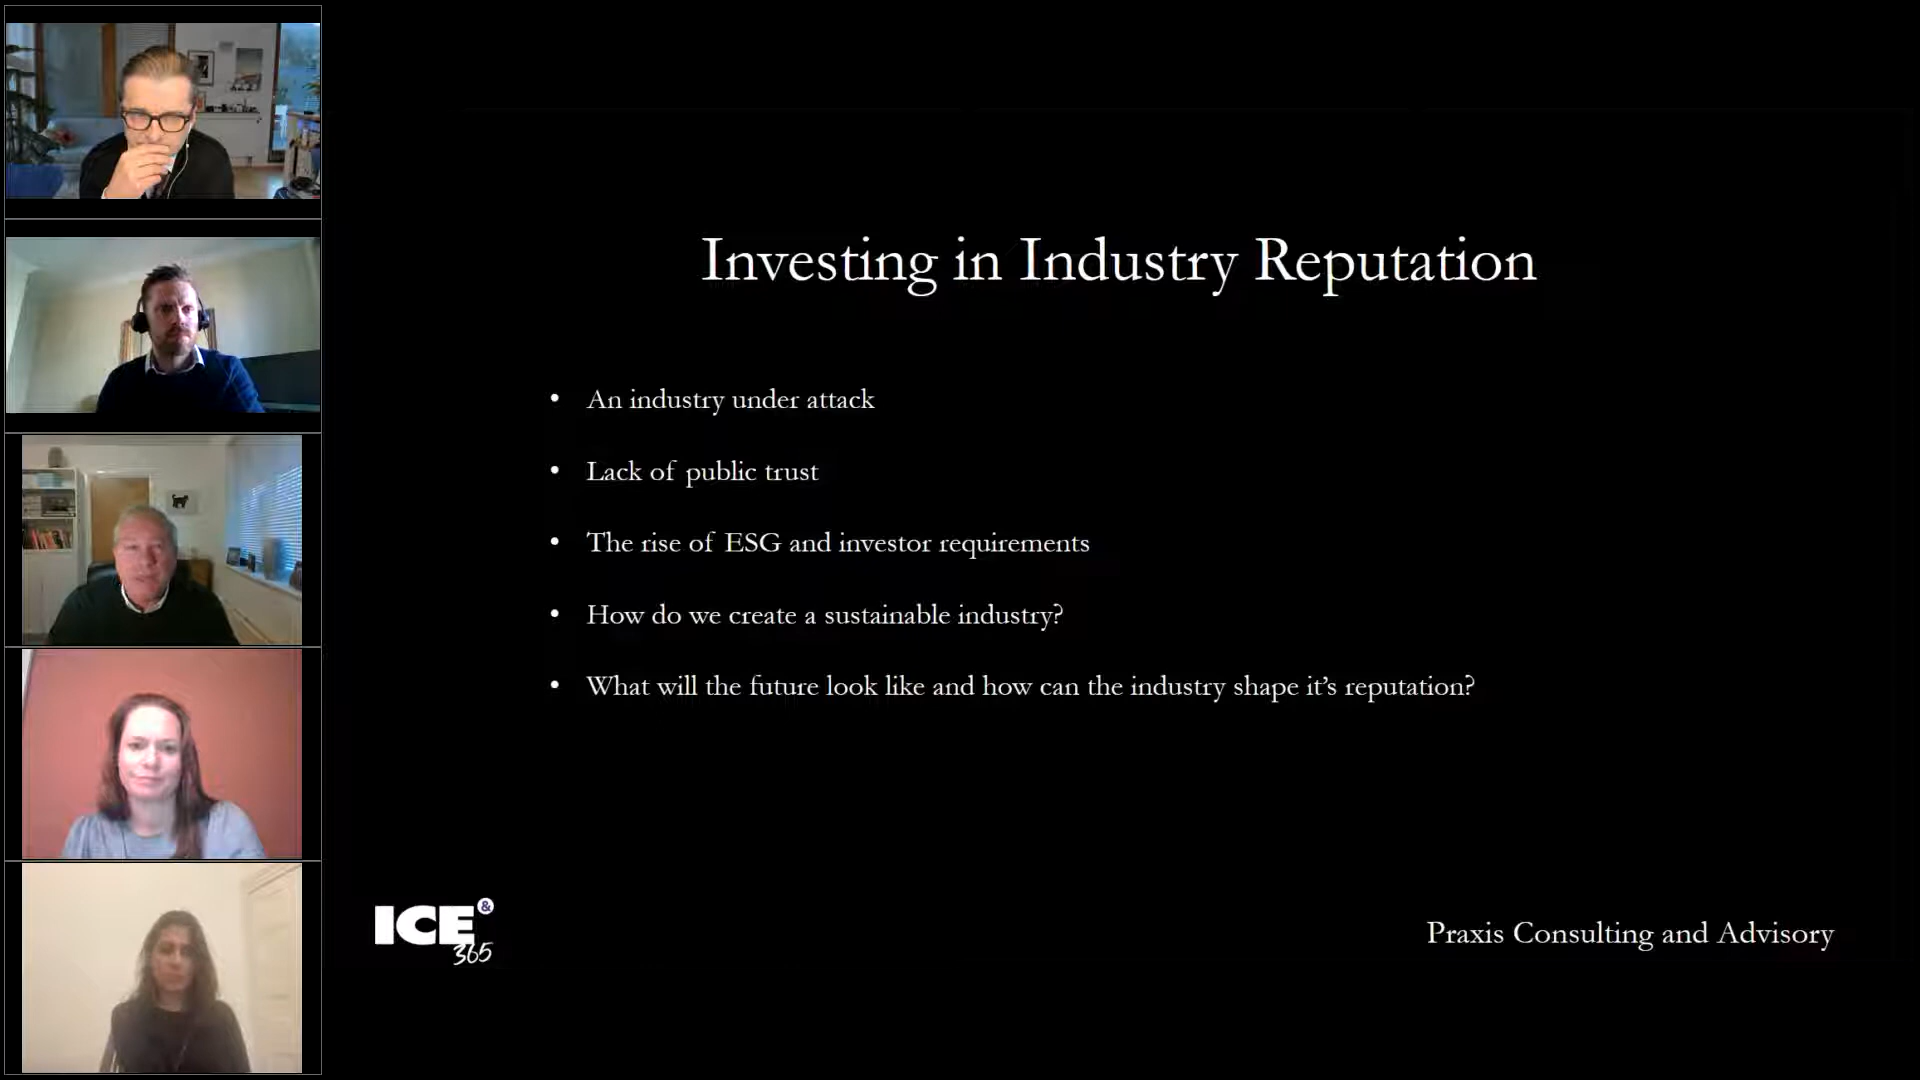 Investing in Industry Reputation
• An industry under attack
• Lack of public trust
• The rise of ESG and investor requirements
• How do we create a sustainable industry?
• What will the future look like and how can the industry shape it’s reputation?
ICE &
365
Praxis Consulting and Advisory